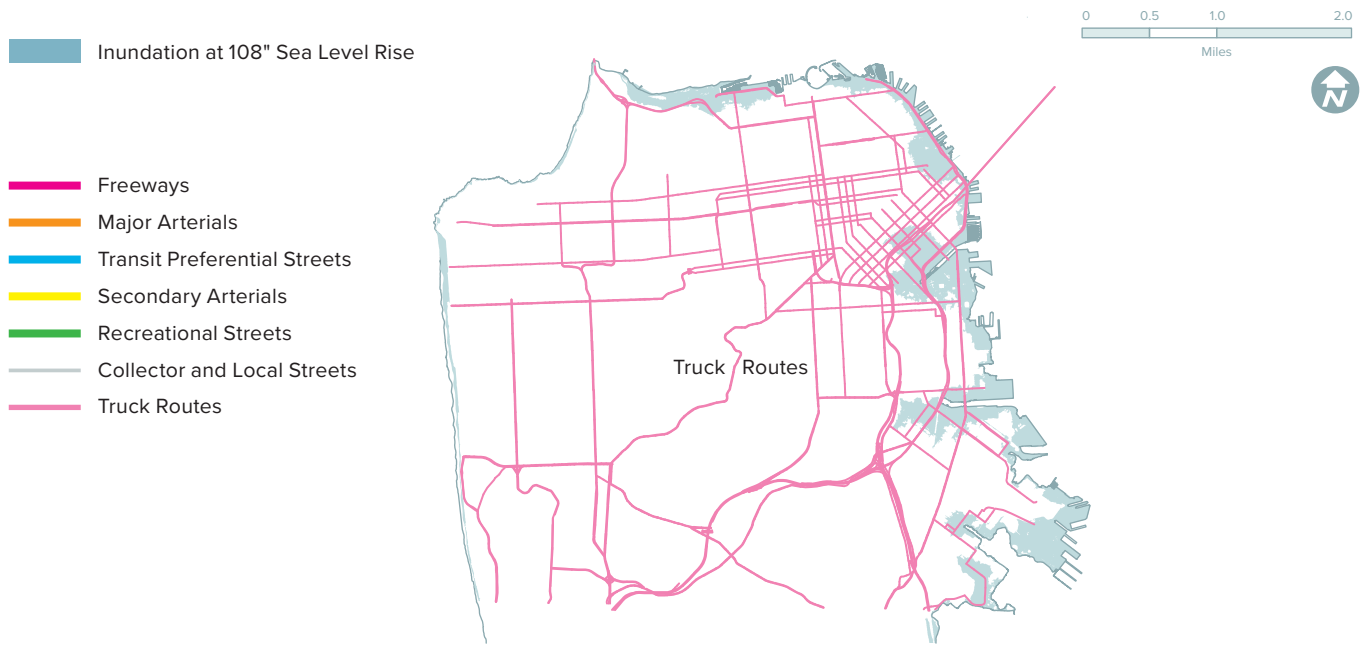 Inundation at 108" Sea Level Rise
Freeways
Major Arterials
Transit Preferential Streets
Secondary Arterials
Recreational Streets
Collector and Local Streets
Truck Routes
Truck Routes
0 0.5 1.0 2.0
Miles
N